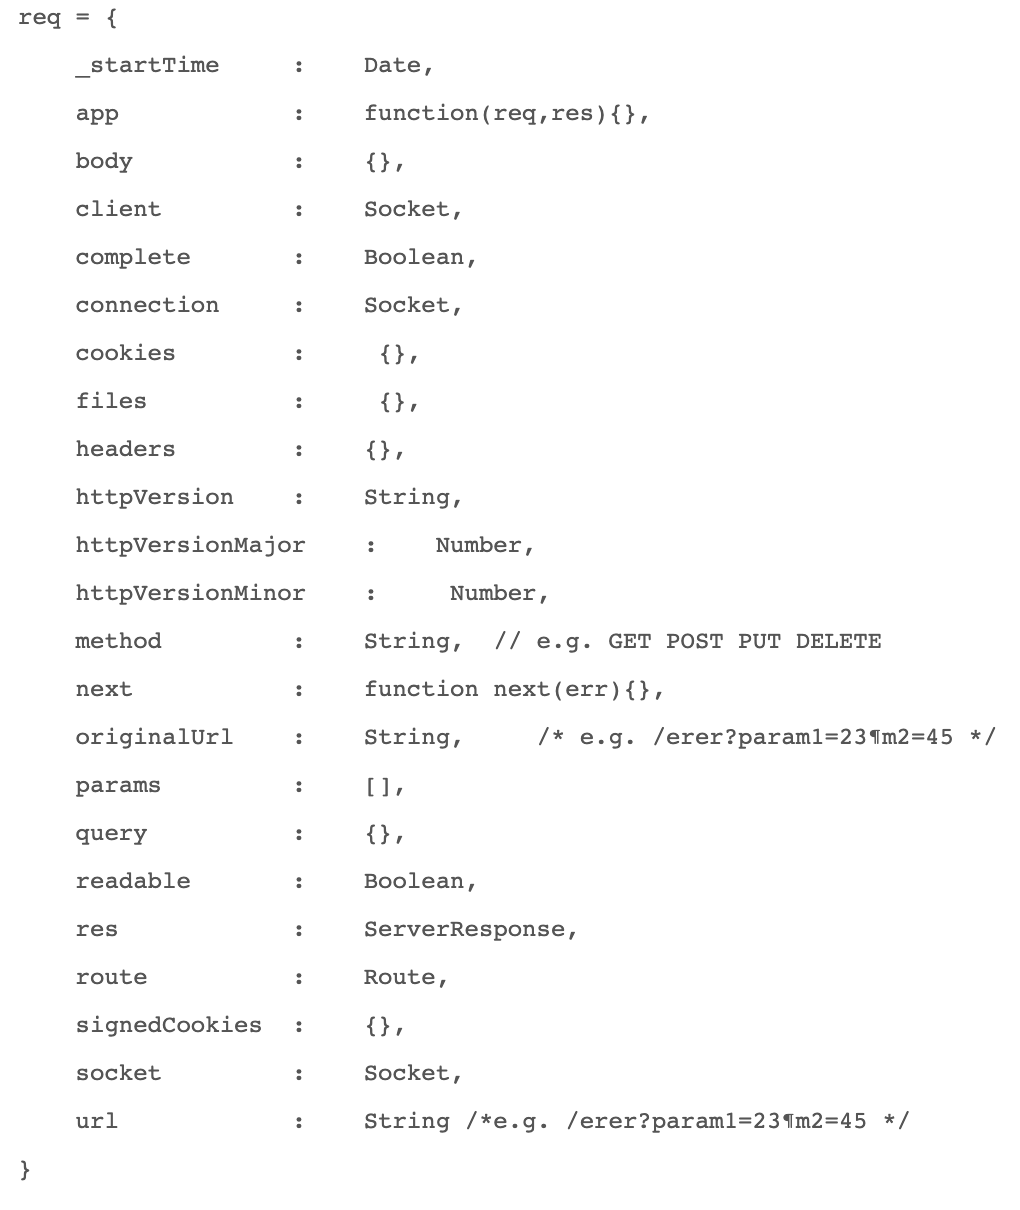 req = {
_startTime : Date,
app : function(req,res){},
body : {},
client : Socket,
complete : Boolean,
connection : Socket,
cookies : {},
files : {},
headers : {},
httpVersion : String,
httpVersionMajor : Number,
httpVersionMinor : Number,
method : String, // e.g. GET POST PUT DELETE
next : function next(err){},
originalUrl : String, /* e.g. /erer?param1=23¶m2=45 */
params : [],
query : {},
readable : Boolean,
res : ServerResponse,
route : Route,
signedCookies : {},
socket : Socket,
url : String /*e.g. /erer?param1=23¶m2=45 */
}